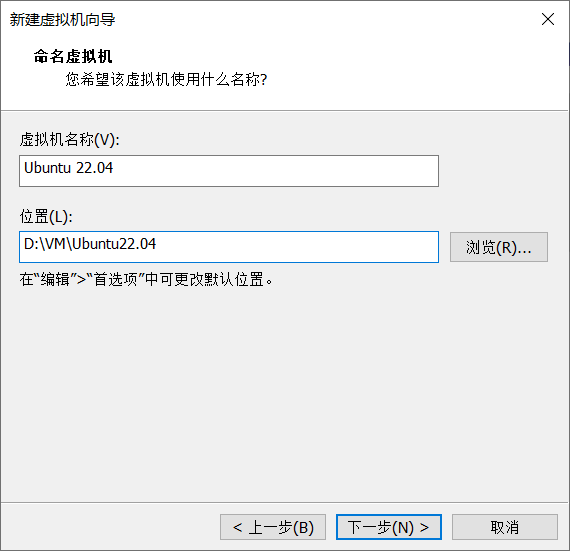 新建虚拟机向导
命名虚拟机
您希望该虚拟机使用什么名称?
虚拟机名称(V):
Ubuntu 22.04
位置(L):
D:\VM\Ubuntu22.04
浏览(R)...
在“编辑”>“首选项”中可更改默认位置。
< 上一步(B)
下一步(N) >
取消